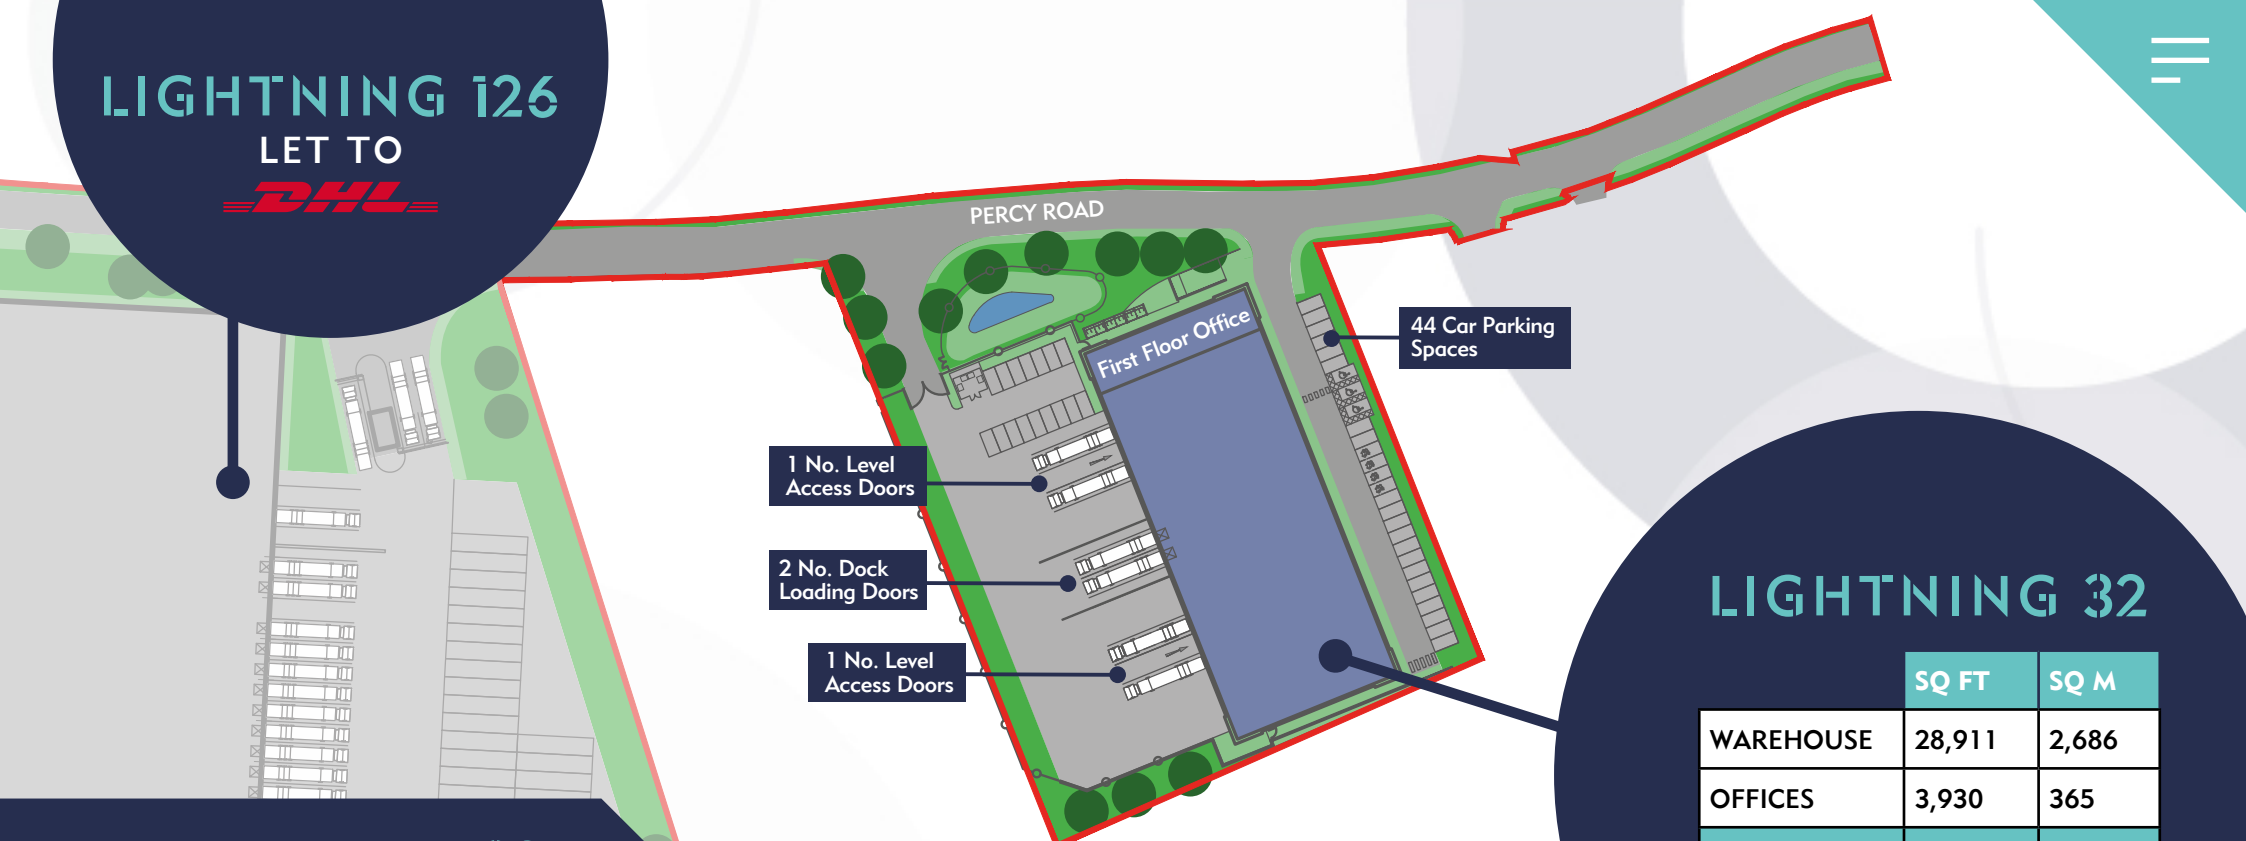 LIGHTNING 126
LET TO
DHL
PERCY ROAD
First Floor Office
44 Car Parking
Spaces
1 No. Level
Access Doors
2 No. Dock
Loading Doors
1 No. Level
Access Doors
LIGHTNING 32
SQ FT SQ M
WAREHOUSE 28,911 2,686
OFFICES 3,930 365